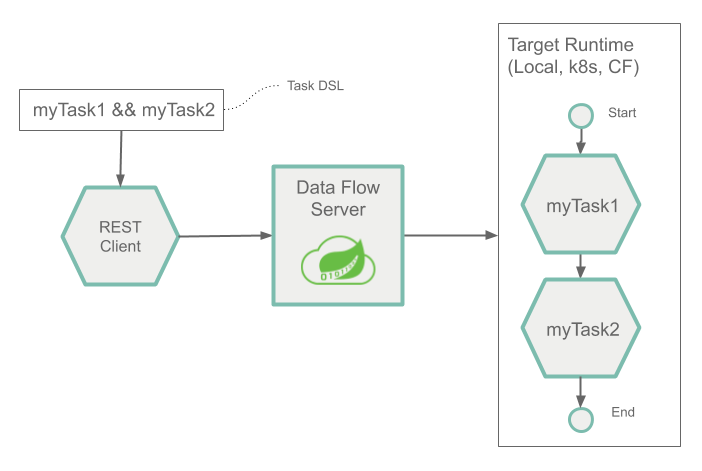 Target Runtime
(Local, k8s, CF)
Task DSL
myTask1 && myTask2
Start
Data Flow
Server
myTask1
REST
Client
myTask2
End